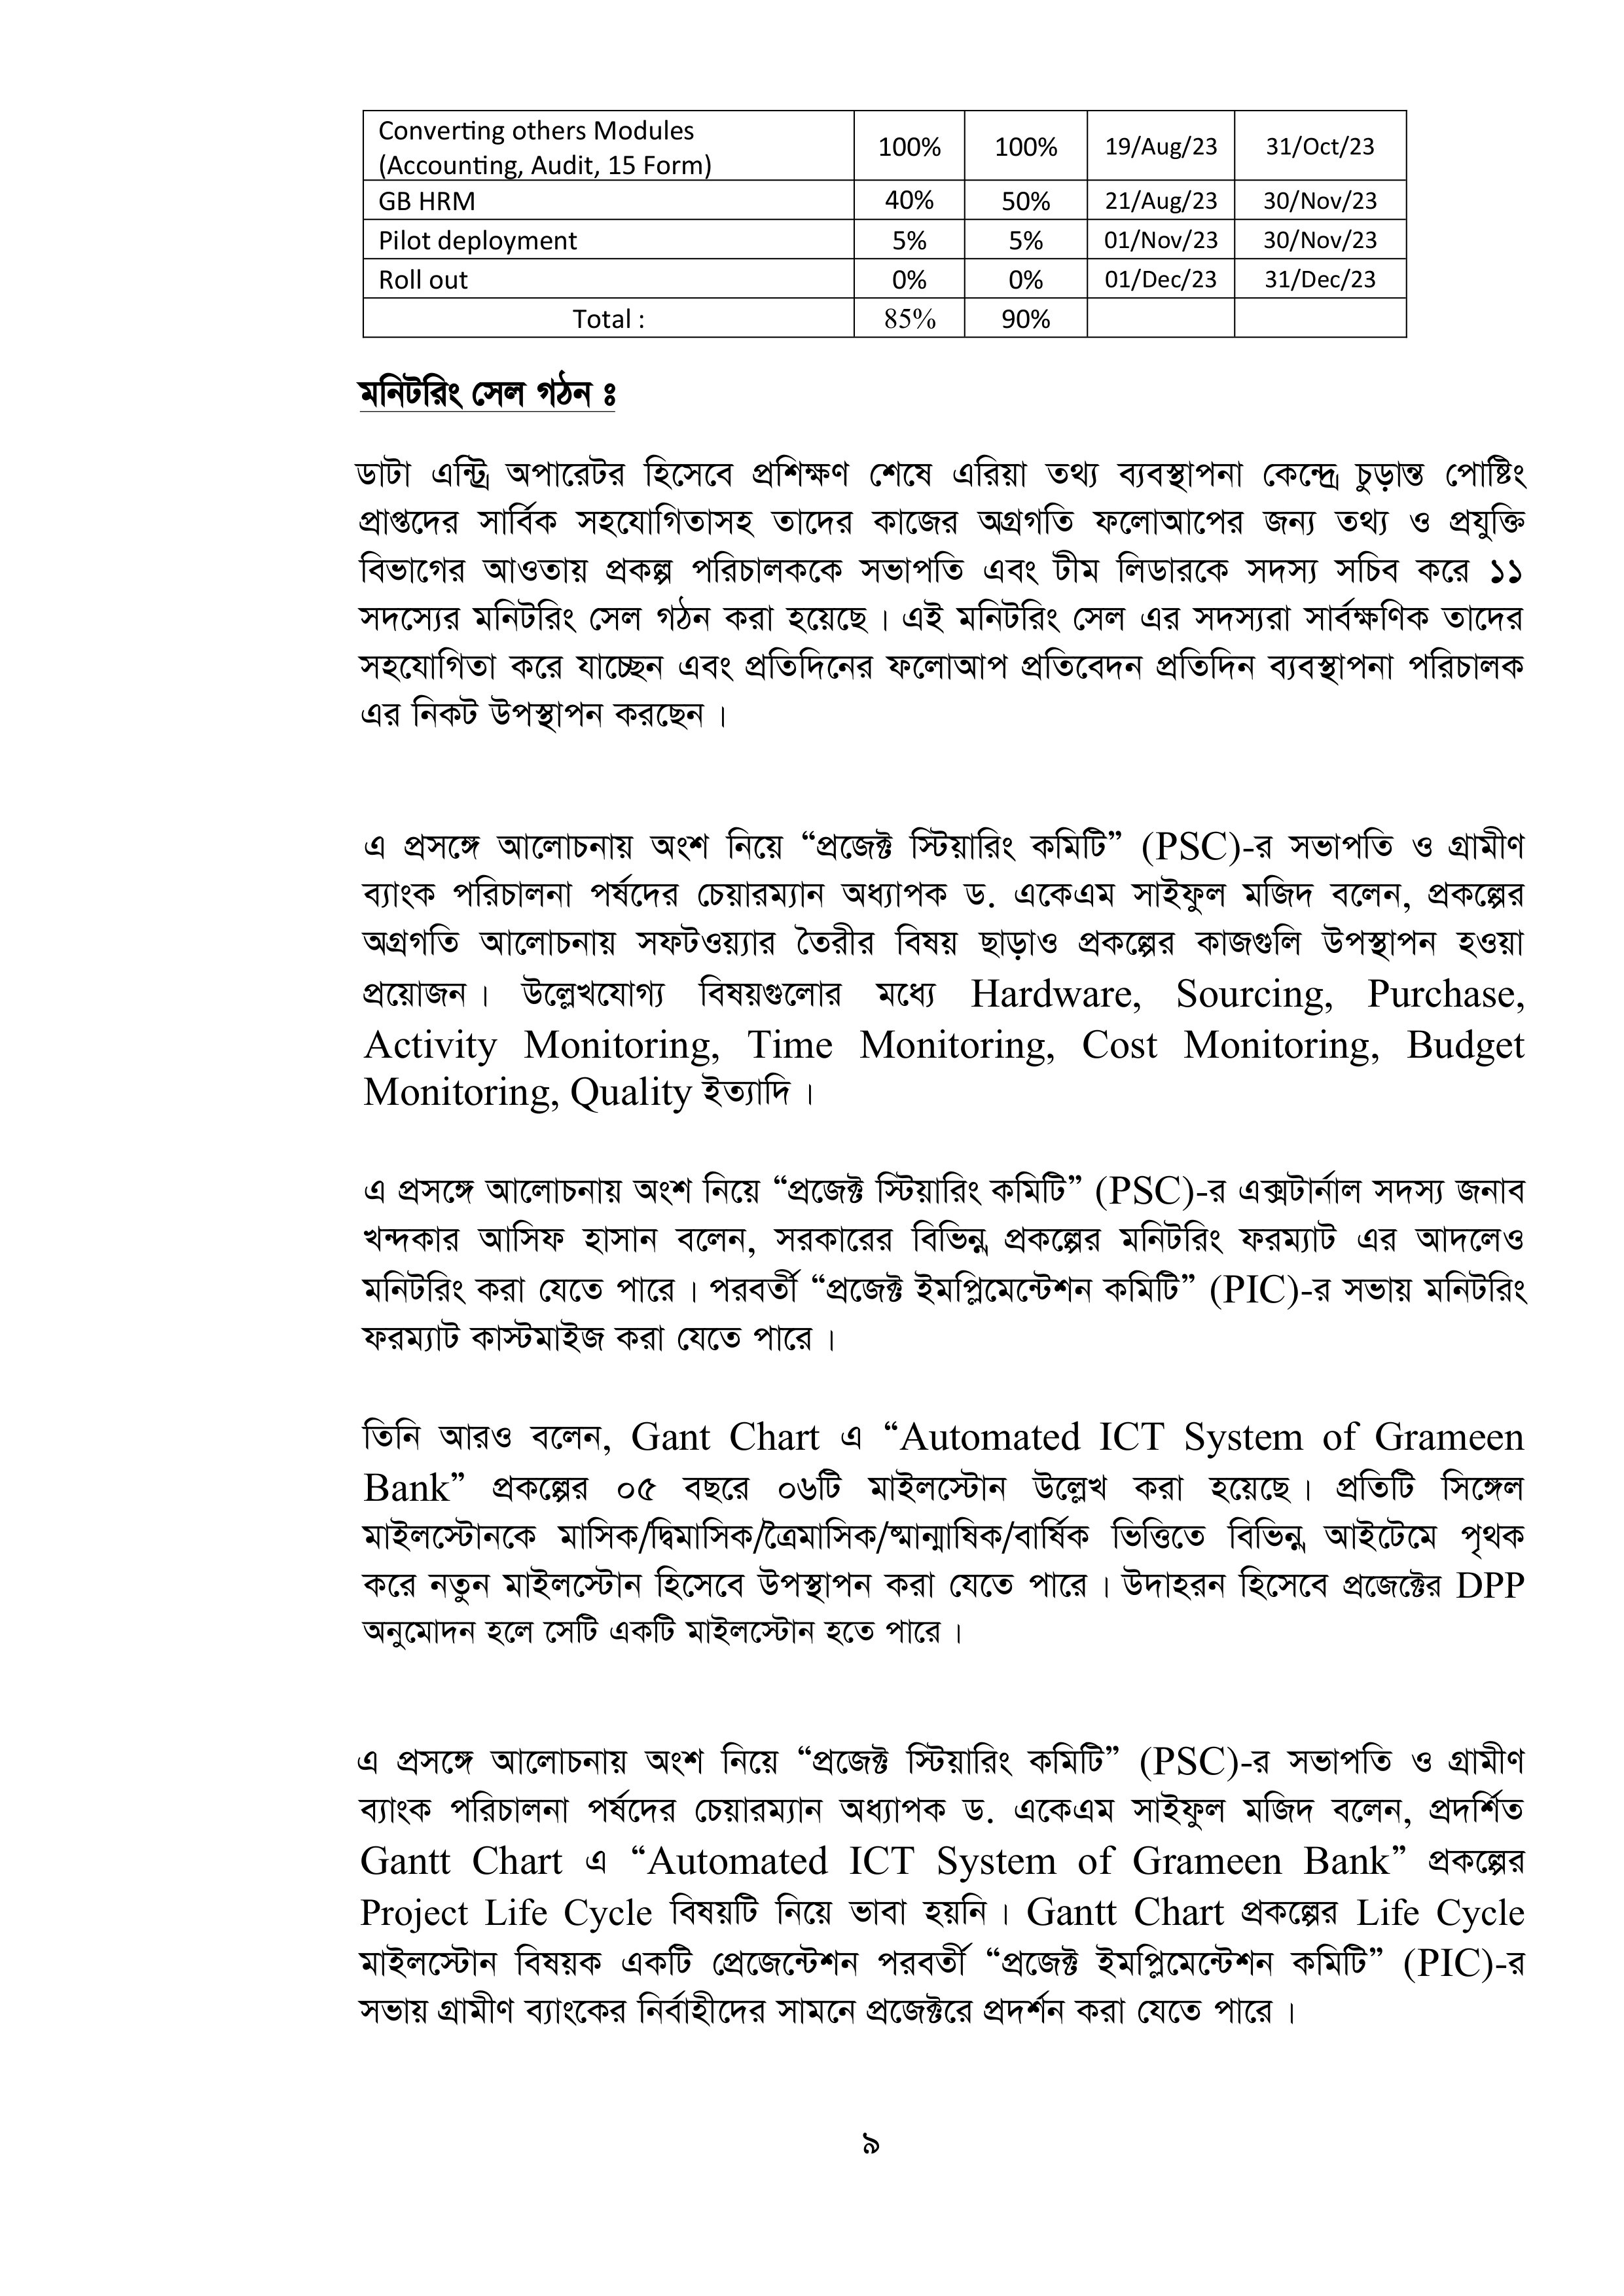 Converting others Modules
(Accounting, Audit, 15 Form) 100% 100% 19/Aug/23 31/Oct/23
GB HRM 40% 50% 21/Aug/23 30/Nov/23
Pilot deployment 5% 5% 01/Nov/23 30/Nov/23
Roll out 0% 0% 01/Dec/23 31/Dec/23
Total : 85% 90%
মনিটরিং সেল গঠন ঃ
ডাটা এন্ট্রি অপারেটর হিসেবে প্রশিক্ষণ শেষে এরিয়া তথ্য ব্যবস্থাপনা কেন্দ্রে চুড়ান্ত পোষ্টিং
প্রাপ্তদের সার্বিক সহযোগিতাসহ তাদের কাজের অগ্রগতি ফলোআপের জন্য তথ্য ও প্রযুক্তি
বিভাগের আওতায় প্রকল্প পরিচালককে সভাপতি এবং টীম লিডারকে সদস্য সচিব করে ১১
সদস্যের মনিটরিং সেল গঠন করা হয়েছে। এই মনিটরিং সেল এর সদস্যরা সার্বক্ষণিক তাদের
সহযোগিতা করে যাচ্ছেন এবং প্রতিদিনের ফলোআপ প্রতিবেদন প্রতিদিন ব্যবস্থাপনা পরিচালক
এর নিকট উপস্থাপন করছেন।
এ প্রসঙ্গে আলোচনায় অংশ নিয়ে “প্রজেক্ট স্টিয়ারিং কমিটি” (PSC)-র সভাপতি ও গ্রামীণ
ব্যাংক পরিচালনা পর্ষদের চেয়ারম্যান অধ্যাপক ড. একেএম সাইফুল মজিদ বলেন, প্রকল্পের
অগ্রগতি আলোচনায় সফটওয়্যার তৈরীর বিষয় ছাড়াও প্রকল্পের কাজগুলি উপস্থাপন হওয়া
প্রয়োজন। উল্লেখযোগ্য বিষয়গুলোর মধ্যে Hardware, Sourcing, Purchase,
Activity Monitoring, Time Monitoring, Cost Monitoring, Budget
Monitoring, Quality ইত্যাদি।
এ প্রসঙ্গে আলোচনায় অংশ নিয়ে “প্রজেক্ট স্টিয়ারিং কমিটি” (PSC)-র এক্সটার্নাল সদস্য জনাব
খন্দকার আসিফ হাসান বলেন, সরকারের বিভিন্ন প্রকল্পের মনিটরিং ফরম্যাট এর আদলেও
মনিটরিং করা যেতে পারে। পরবর্তী “প্রজেক্ট ইমপ্লিমেন্টেশন কমিটি” (PIC)-র সভায় মনিটরিং
ফরম্যাট কাস্টমাইজ করা যেতে পারে।
তিনি আরও বলেন, Gant Chart এ “Automated ICT System of Grameen
Bank” প্রকল্পের ০৫ বছরে ০৬টি মাইলস্টোন উল্লেখ করা হয়েছে। প্রতিটি সিঙ্গেল
মাইলস্টোনকে মাসিক/দ্বিমাসিক/ত্রৈমাসিক/ষ্মান্মাষিক/বার্ষিক ভিত্তিতে বিভিন্ন আইটেমে পৃথক
করে নতুন মাইলস্টোন হিসেবে উপস্থাপন করা যেতে পারে। উদাহরন হিসেবে প্রজেক্টের DPP
অনুমোদন হলে সেটি একটি মাইলস্টোন হতে পারে।
এ প্রসঙ্গে আলোচনায় অংশ নিয়ে “প্রজেক্ট স্টিয়ারিং কমিটি” (PSC)-র সভাপতি ও গ্রামীণ
ব্যাংক পরিচালনা পর্ষদের চেয়ারম্যান অধ্যাপক ড. একেএম সাইফুল মজিদ বলেন, প্রদর্শিত
Gantt Chart এ “Automated ICT System of Grameen Bank” প্রকল্পের
Project Life Cycle বিষয়টি নিয়ে ভাবা হয়নি। Gantt Chart প্রকল্পের Life Cycle
মাইলস্টোন বিষয়ক একটি প্রেজেন্টেশন পরবর্তী “প্রজেক্ট ইমপ্লিমেন্টেশন কমিটি” (PIC)-র
সভায় গ্রামীণ ব্যাংকের নির্বাহীদের সামনে প্রজেক্টরে প্রদর্শন করা যেতে পারে।
৯